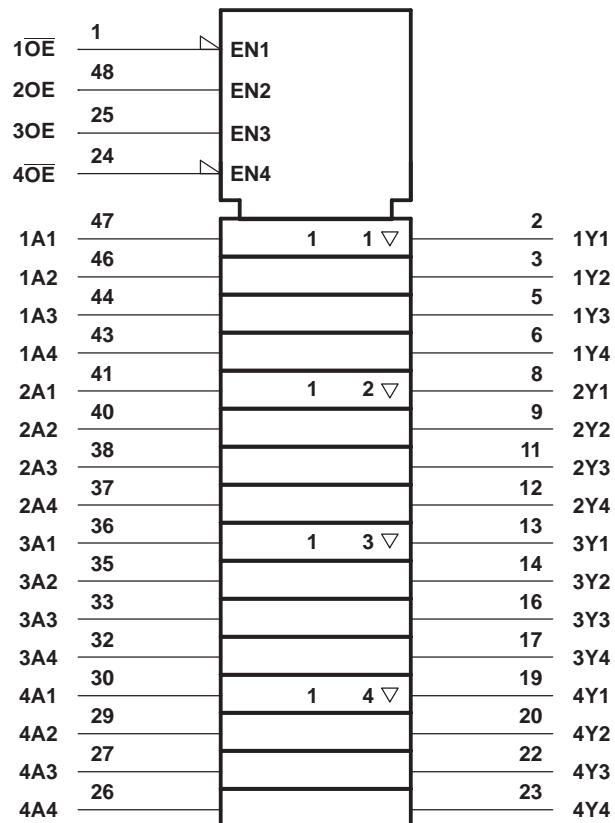 1O̅E̅ 1 EN1
2OE 48 EN2
3OE 25 EN3
4O̅E̅ 24 EN4
1A1 47 1 1 ▽ 2 1Y1
1A2 46 3 1Y2
1A3 44 5 1Y3
1A4 43 6 1Y4
2A1 41 1 2 ▽ 8 2Y1
2A2 40 9 2Y2
2A3 38 11 2Y3
2A4 37 12 2Y4
3A1 36 1 3 ▽ 13 3Y1
3A2 35 14 3Y2
3A3 33 16 3Y3
3A4 32 17 3Y4
4A1 30 1 4 ▽ 19 4Y1
4A2 29 20 4Y2
4A3 27 22 4Y3
4A4 26 23 4Y4